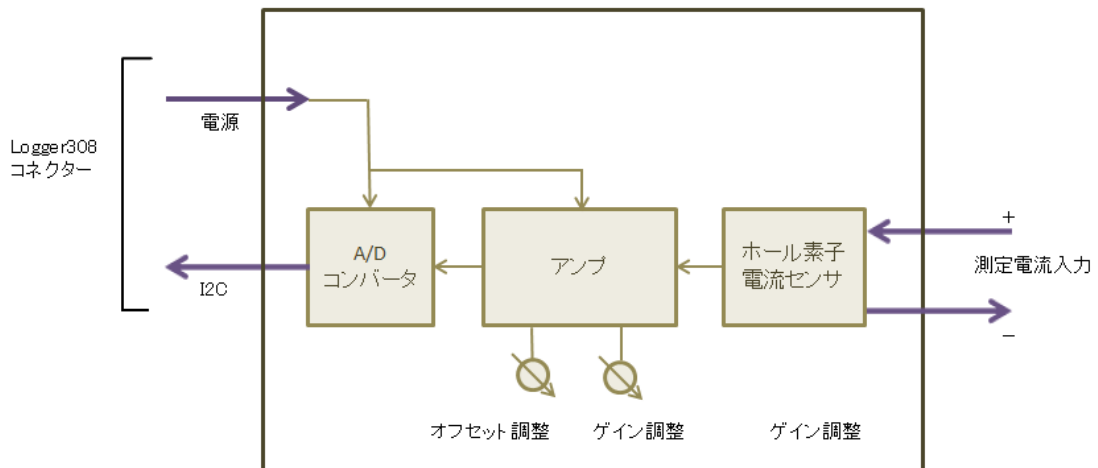 電源
Logger308
コネクター
A/D
コンバータ
アンプ
ホール素子
電流センサ
+
測定電流入力
−
I2C
オフセット調整
ゲイン調整
ゲイン調整